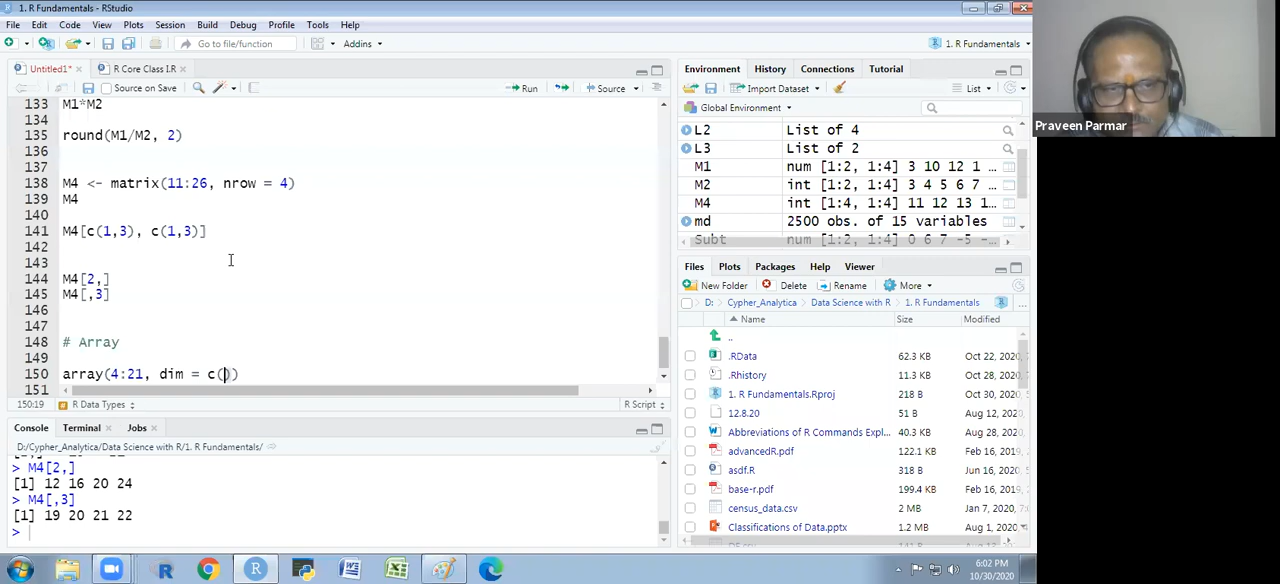 1. R Fundamentals - RStudio
File Edit Code View Plots Session Build Debug Profile Tools Help
Go to file/function
Addins
1. R Fundamentals
Untitled1*
R Core Class I.R
Source on Save
Run
Source
133 M1*M2
134
135 round(M1/M2, 2)
136
137
138 M4 <- matrix(11:26, nrow = 4)
139 M4
140
141 M4[c(1,3), c(1,3)]
142
143
144 M4[2,]
145 M4[,3]
146
147
148 # Array
149
150 array(4:21, dim = c())
151
150:19 R Data Types
R Script
Console Terminal Jobs
D:/Cypher_Analytica/Data Science with R/1. R Fundamentals/
> M4[2,]
[1] 12 16 20 24
> M4[,3]
[1] 19 20 21 22
>
Environment History Connections Tutorial
Import Dataset
List
Global Environment
L2 List of 4
L3 List of 2
M1 num [1:2, 1:4] 3 10 12 1 ...
M2 int [1:2, 1:4] 3 4 5 6 7 ...
M4 int [1:4, 1:4] 11 12 13 1...
md 2500 obs. of 15 variables
Subt num [1:2, 1:4] 0 6 7 -5 -...
Files Plots Packages Help Viewer
New Folder Delete Rename More
D: Cypher_Analytica Data Science with R 1. R Fundamentals
...
Name Size Modified
..
.RData 62.3 KB Oct 22, 2020,
.Rhistory 11.3 KB Oct 28, 2020,
1. R Fundamentals.Rproj 218 B Oct 30, 2020,
12.8.20 51 B Aug 12, 2020,
Abbreviations of R Commands Expl... 40.3 KB Aug 28, 2020,
advancedR.pdf 122.1 KB Feb 16, 2019,
asdf.R 318 B Jun 16, 2020,
base-r.pdf 199.4 KB Feb 16, 2019,
census_data.csv 2 MB Jan 7, 2020,
Classifications of Data.pptx 1.2 MB Aug 1, 2020,
Praveen Parmar
6:02 PM
10/30/2020